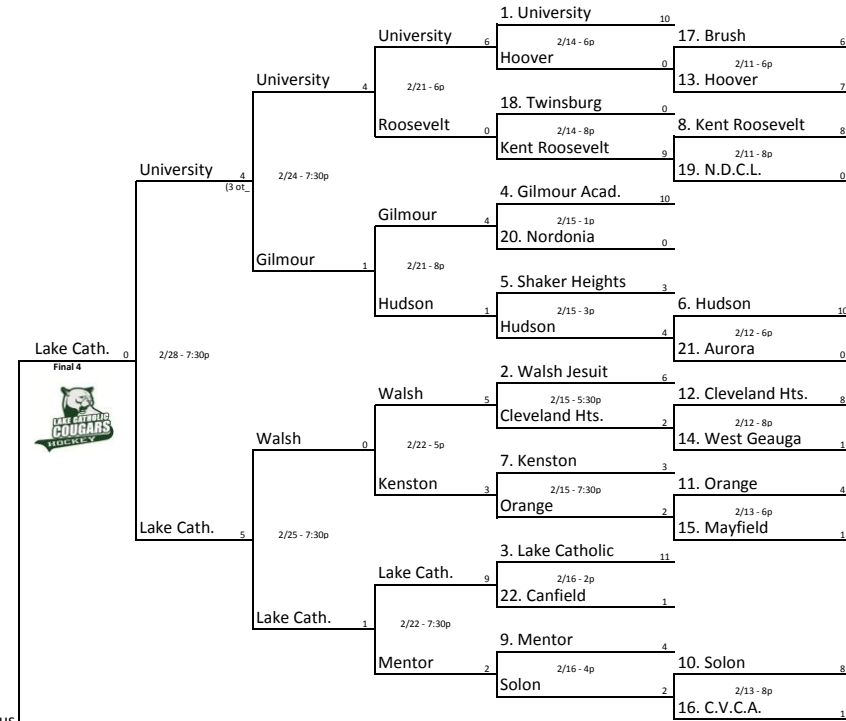 1. University 10
University 6
2/14 - 6p
17. Brush 6
Hoover 0
2/11 - 6p
13. Hoover 7
University 4
2/21 - 6p
18. Twinsburg 0
Roosevelt 0
2/14 - 8p
8. Kent Roosevelt 8
Kent Roosevelt 9
2/11 - 8p
19. N.D.C.L. 0
University 4
(3 ot_
2/24 - 7:30p
4. Gilmour Acad. 10
Gilmour 4
2/15 - 1p
20. Nordonia 0
Gilmour 1
2/21 - 8p
5. Shaker Heights 3
Hudson 1
2/15 - 3p
6. Hudson 10
Hudson 4
2/12 - 6p
21. Aurora 0
Lake Cath. 0
Final 4
2/28 - 7:30p
LAKE CATHOLIC
COUGARS
HOCKEY
2. Walsh Jesuit 6
Walsh 5
2/15 - 5:30p
12. Cleveland Hts. 8
Cleveland Hts. 2
2/12 - 8p
14. West Geauga 1
Walsh 0
2/22 - 5p
7. Kenston 3
Kenston 3
2/15 - 7:30p
11. Orange 4
Orange 2
2/13 - 6p
15. Mayfield 1
Lake Cath. 5
2/25 - 7:30p
3. Lake Catholic 11
Lake Cath. 9
2/16 - 2p
22. Canfield 1
Lake Cath. 1
2/22 - 7:30p
9. Mentor 4
Mentor 2
2/16 - 4p
10. Solon 8
Solon 2
2/13 - 8p
16. C.V.C.A. 1